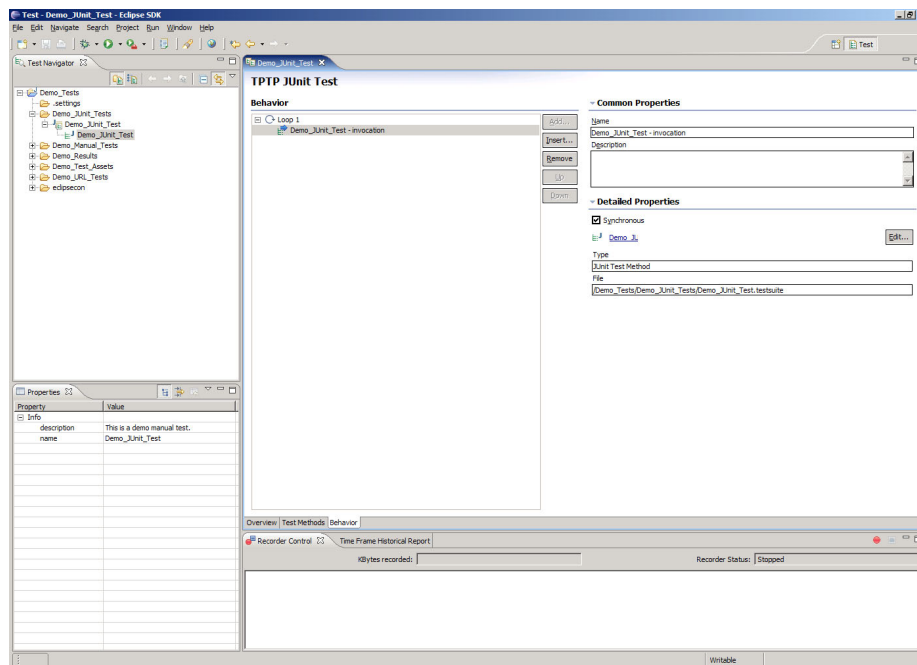 Test - Demo_JUnit_Test - Eclipse SDK
File Edit Navigate Search Project Run Window Help
Test
Test Navigator
Demo_Tests
.settings
Demo_JUnit_Tests
Demo_JUnit_Test
Demo_JUnit_Test
Demo_Manual_Tests
Demo_Results
Demo_Test_Assets
Demo_URL_Tests
eclipsecon
Demo_JUnit_Test
TPTP JUnit Test
Behavior
Loop 1
Demo_JUnit_Test - invocation
Add...
Insert...
Remove
Up
Down
Common Properties
Name
Demo_JUnit_Test - invocation
Description
Detailed Properties
Synchronous
Demo_JL
Edit...
Type
JUnit Test Method
File
/Demo_Tests/Demo_JUnit_Tests/Demo_JUnit_Test.testsuite
Overview Test Methods Behavior
Properties
Property Value
Info
description This is a demo manual test.
name Demo_JUnit_Test
Recorder Control Time Frame Historical Report
KBytes recorded: Recorder Status: Stopped
Writable